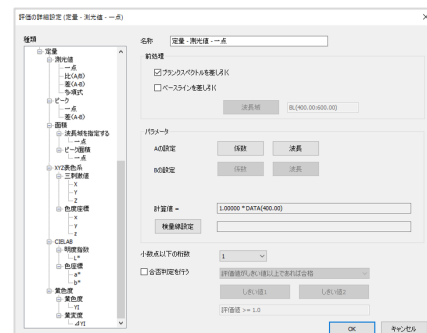 評価の詳細設定 (定量 - 測光値 - 一点)
種類
定量
測光値
一点
比(A/B)
差(A-B)
多項式
ピーク
一点
差(A-B)
面積
波長域を指定する
一点
ピーク面積
一点
XYZ表色系
三刺激値
X
Y
Z
色度座標
x
y
z
CIELAB
明度指数
L*
色座標
a*
b*
黄色度
黄色度
YI
黄変度
⊿YI
名称
定量 - 測光値 - 一点
前処理
ブランクスペクトルを差し引く
ベースラインを差し引く
波長域
BL(400.00:600.00)
パラメータ
Aの設定
係数
波長
Bの設定
係数
波長
計算値 =
1.00000 *DATA(400.00)
検量線設定
小数点以下の桁数
1
合否判定を行う
評価値がしきい値以上であれば合格
しきい値1
しきい値2
評価値 >= 1.0
OK
キャンセル